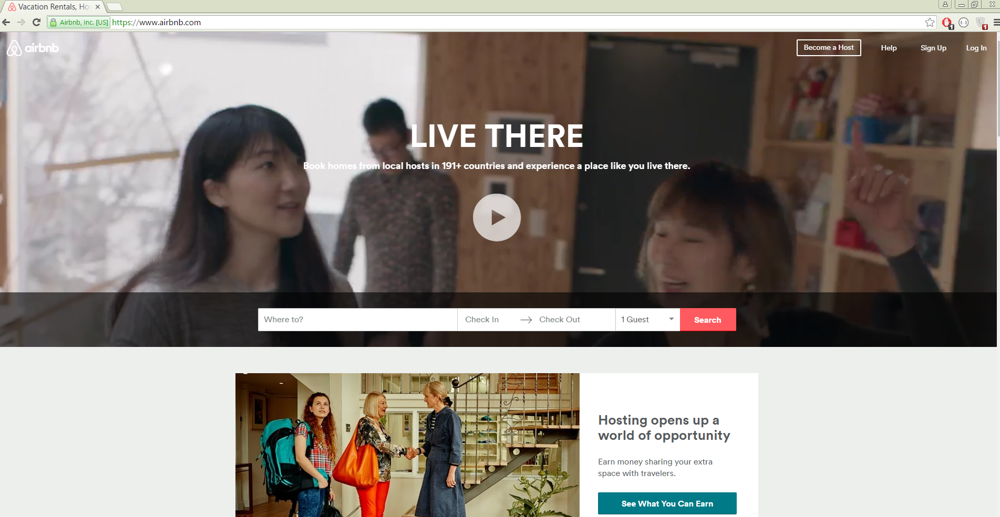 Vacation Rentals, Ho
Airbnb, Inc. [US] https://www.airbnb.com
1
1
airbnb
Become a Host
Help
Sign Up
Log In
LIVE THERE
Book homes from local hosts in 191+ countries and experience a place like you live there.
Where to?
Check In
Check Out
1 Guest
Search
Hosting opens up a
world of opportunity
Earn money sharing your extra
space with travelers.
See What You Can Earn